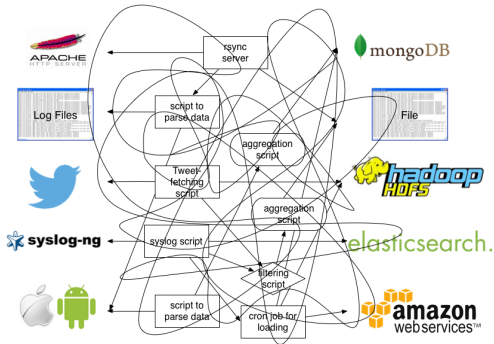 APACHE
HTTP SERVER
rsync
server
mongoDB
Log Files
script to
parse data
File
aggregation
script
Tweet-
fetching
script
hadoop
HDFS
aggregation
script
syslog-ng
syslog script
elasticsearch.
filtering
script
script to
parse data
cron job for
loading
amazon
webservices™